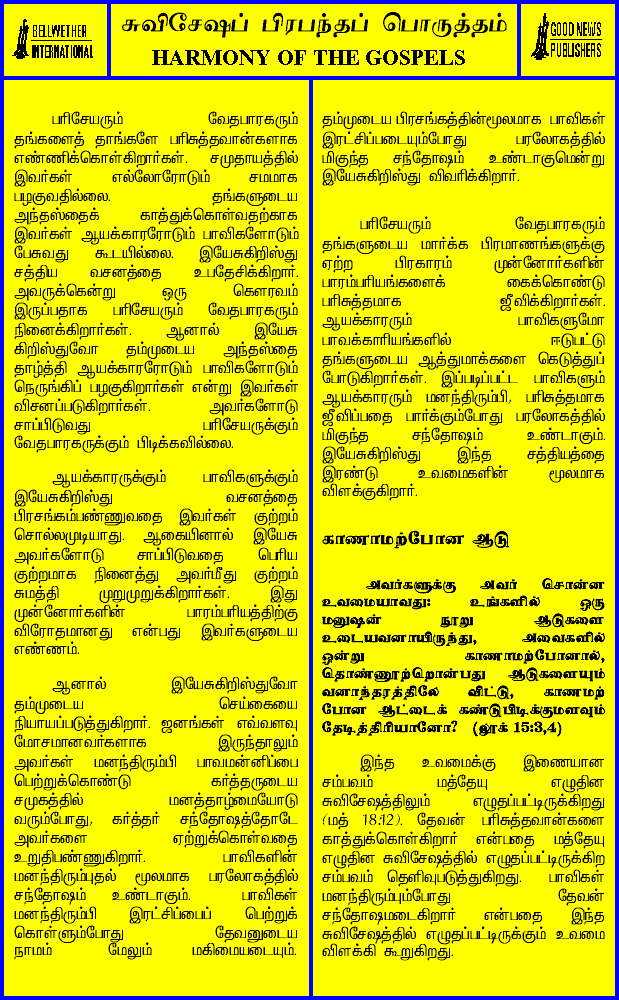 BELLWETHER
INTERNATIONAL
சுவிசேஷப் பிரபந்தப் பொருத்தம்
HARMONY OF THE GOSPELS
GOOD NEWS
PUBLISHERS
பரிசேயரும் வேதபாரகரும்
தங்களைத் தாங்களே பரிசுத்தவான்களாக
எண்ணிக்கொள்கிறார்கள். சமுதாயத்தில்
இவர்கள் எல்லோரோடும் சமமாக
பழகுவதில்லை. தங்களுடைய
அந்தஸ்தைக் காத்துக்கொள்வதற்காக
இவர்கள் ஆயக்காரரோடும் பாவிகளோடும்
பேசுவது கூடயில்லை. இயேசுகிறிஸ்து
சத்திய வசனத்தை உபதேசிக்கிறார்.
அவருக்கென்று ஒரு கௌரவம்
இருப்பதாக பரிசேயரும் வேதபாரகரும்
நினைக்கிறார்கள். ஆனால் இயேசு
கிறிஸ்துவோ தம்முடைய அந்தஸ்தை
தாழ்த்தி ஆயக்காரரோடும் பாவிகளோடும்
நெருங்கிப் பழகுகிறார்கள் என்று இவர்கள்
விசனப்படுகிறார்கள். அவர்களோடு
சாப்பிடுவது பரிசேயருக்கும்
வேதபாரகருக்கும் பிடிக்கவில்லை.
ஆயக்காரருக்கும் பாவிகளுக்கும்
இயேசுகிறிஸ்து வசனத்தை
பிரசங்கம்பண்ணுவதை இவர்கள் குற்றம்
சொல்லமுடியாது. ஆகையினால் இயேசு
அவர்களோடு சாப்பிடுவதை பெரிய
குற்றமாக நினைத்து அவர்மீது குற்றம்
சுமத்தி முறுமுறுக்கிறார்கள். இது
முன்னோர்களின் பாரம்பரியத்திற்கு
விரோதமானது என்பது இவர்களுடைய
எண்ணம்.
ஆனால் இயேசுகிறிஸ்துவோ
தம்முடைய செய்கையை
நியாயப்படுத்துகிறார். ஜனங்கள் எவ்வளவு
மோசமானவர்களாக இருந்தாலும்
அவர்கள் மனந்திரும்பி பாவமன்னிப்பை
பெற்றுக்கொண்டு கர்த்தருடைய
சமுகத்தில் மனத்தாழ்மையோடு
வரும்போது, கர்த்தர் சந்தோஷத்தோடே
அவர்களை ஏற்றுக்கொள்வதை
உறுதிபண்ணுகிறார். பாவிகளின்
மனந்திரும்புதல் மூலமாக பரலோகத்தில்
சந்தோஷம் உண்டாகும். பாவிகள்
மனந்திரும்பி இரட்சிப்பைப் பெற்றுக்
கொள்ளும்போது தேவனுடைய
நாமம் மேலும் மகிமையடையும்.
தம்முடைய பிரசங்கத்தின்மூலமாக பாவிகள்
இரட்சிப்படையும்போது பரலோகத்தில்
மிகுந்த சந்தோஷம் உண்டாகுமென்று
இயேசுகிறிஸ்து விவரிக்கிறார்.
பரிசேயரும் வேதபாரகரும்
தங்களுடைய மார்க்க பிரமாணங்களுக்கு
ஏற்ற பிரகாரம் முன்னோர்களின்
பாரம்பரியங்களைக் கைக்கொண்டு
பரிசுத்தமாக ஜீவிக்கிறார்கள்.
ஆயக்காரரும் பாவிகளுமோ
பாவக்காரியங்களில் ஈடுபட்டு
தங்களுடைய ஆத்துமாக்களை கெடுத்துப்
போடுகிறார்கள். இப்படிப்பட்ட பாவிகளும்
ஆயக்காரரும் மனந்திரும்பி, பரிசுத்தமாக
ஜீவிப்பதை பார்க்கும்போது பரலோகத்தில்
மிகுந்த சந்தோஷம் உண்டாகும்.
இயேசுகிறிஸ்து இந்த சத்தியத்தை
இரண்டு உவமைகளின் மூலமாக
விளக்குகிறார்.
காணாமற்போன ஆடு
அவர்களுக்கு அவர் சொன்ன
உவமையாவது: உங்களில் ஒரு
மனுஷன் நூறு ஆடுகளை
உடையவனாயிருந்து, அவைகளில்
ஒன்று காணாமற்போனால்,
தொண்ணூற்றொன்பது ஆடுகளையும்
வனாந்தரத்திலே விட்டு, காணமற்
போன ஆட்டைக் கண்டுபிடிக்குமளவும்
தேடித்திரியானோ? (லூக் 15:3,4)
இந்த உவமைக்கு இணையான
சம்பவம் மத்தேயு எழுதின
சுவிசேஷத்திலும் எழுதப்பட்டிருக்கிறது
(மத் 18:12). தேவன் பரிசுத்தவான்களை
காத்துக்கொள்கிறார் என்பதை மத்தேயு
எழுதின சுவிசேஷத்தில் எழுதப்பட்டிருக்கிற
சம்பவம் தெளிவுபடுத்துகிறது. பாவிகள்
மனந்திரும்பும்போது தேவன்
சந்தோஷமடைகிறார் என்பதை இந்த
சுவிசேஷத்தில் எழுதப்பட்டிருக்கும் உவமை
விளக்கி கூறுகிறது.